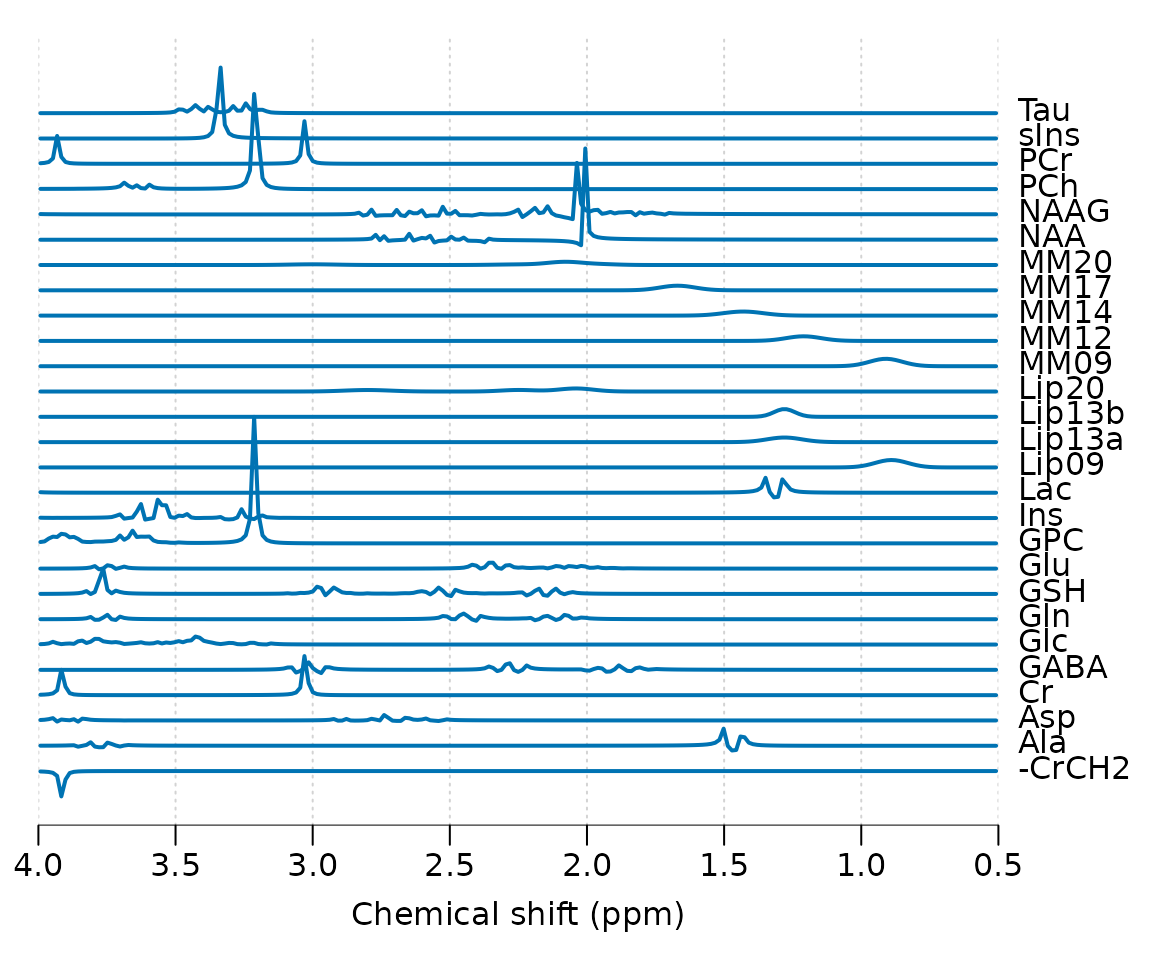 Tau
sIns
PCr
PCh
NAAG
NAA
MM20
MM17
MM14
MM12
MM09
Lip20
Lip13b
Lip13a
Lip09
Lac
Ins
GPC
Glu
GSH
Gln
Glc
GABA
Cr
Asp
Ala
-CrCH2
4.0 3.5 3.0 2.5 2.0 1.5 1.0 0.5
Chemical shift (ppm)